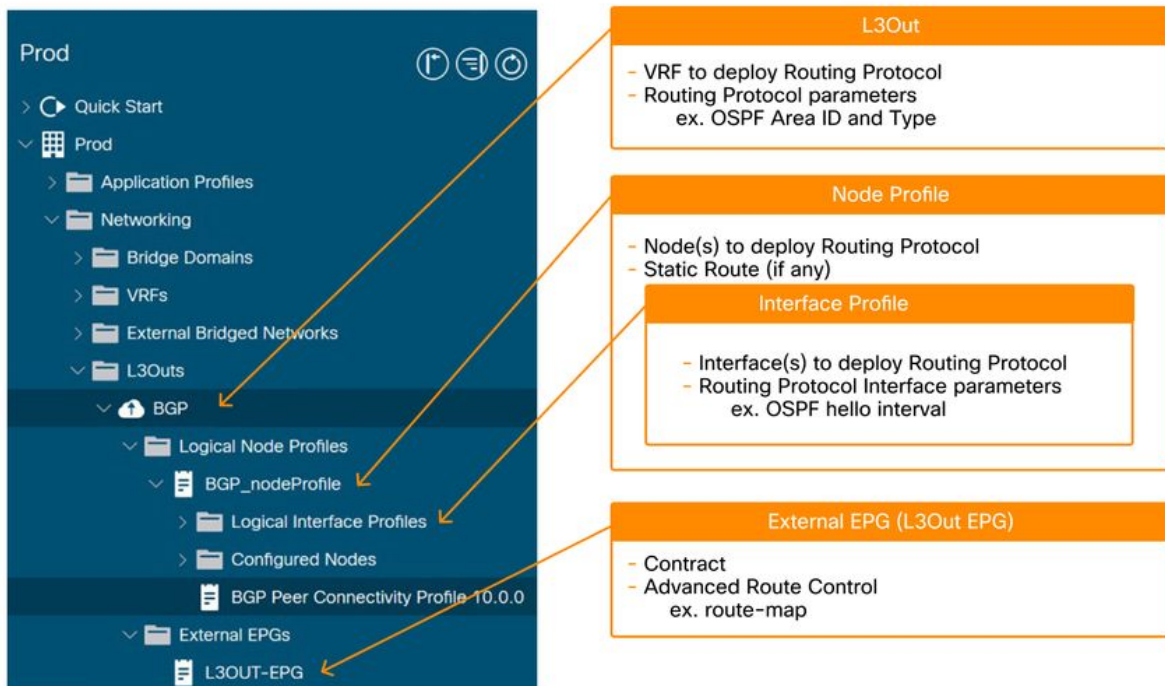 Prod
Quick Start
Prod
Application Profiles
Networking
Bridge Domains
VRFs
External Bridged Networks
L3Outs
BGP
Logical Node Profiles
BGP_nodeProfile
Logical Interface Profiles
Configured Nodes
BGP Peer Connectivity Profile 10.0.0
External EPGs
L3OUT-EPG
L3Out
- VRF to deploy Routing Protocol
- Routing Protocol parameters
ex. OSPF Area ID and Type
Node Profile
- Node(s) to deploy Routing Protocol
- Static Route (if any)
Interface Profile
- Interface(s) to deploy Routing Protocol
- Routing Protocol Interface parameters
ex. OSPF hello interval
External EPG (L3Out EPG)
- Contract
- Advanced Route Control
ex. route-map